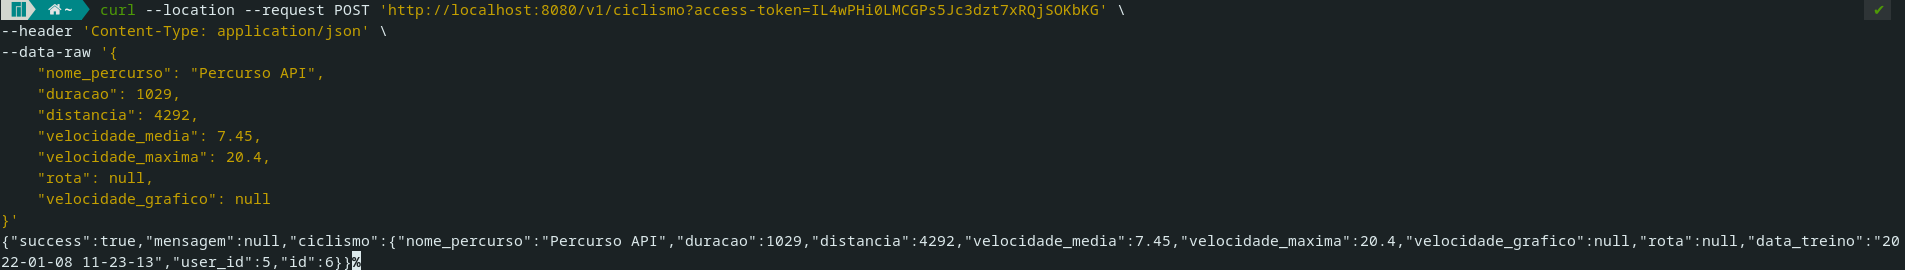 ~ curl --location --request POST 'http://localhost:8080/v1/ciclismo?access-token=IL4wPHi0LMCGPs5Jc3dzt7xRQjSOKbKG' \
--header 'Content-Type: application/json' \
--data-raw '{
    "nome_percurso": "Percurso API",
    "duracao": 1029,
    "distancia": 4292,
    "velocidade_media": 7.45,
    "velocidade_maxima": 20.4,
    "rota": null,
    "velocidade_grafico": null
}'
{"success":true,"mensagem":null,"ciclismo":{"nome_percurso":"Percurso API","duracao":1029,"distancia":4292,"velocidade_media":7.45,"velocidade_maxima":20.4,"velocidade_grafico":null,"rota":null,"data_treino":"20
22-01-08 11-23-13","user_id":5,"id":6}}%